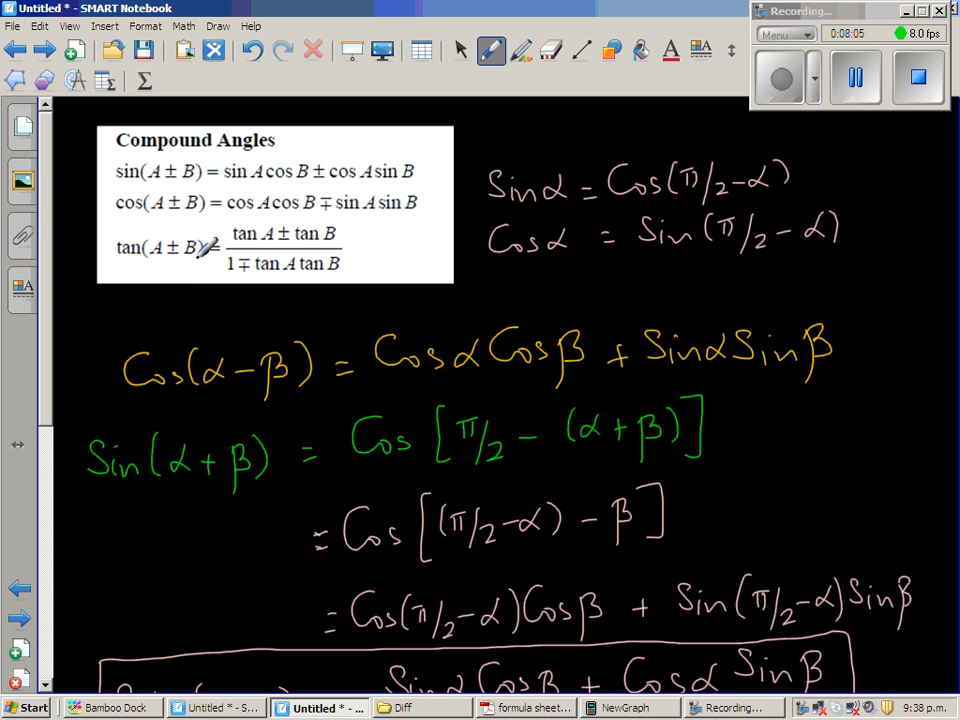 Untitled * - SMART Notebook
File Edit View Insert Format Math Draw Help
Recording...
Menu 0:08:05 8.0 fps
Compound Angles
sin(A ± B) = sin A cos B ± cos A sin B
cos(A ± B) = cos A cos B ∓ sin A sin B
tan(A ± B) = tan A ± tan B
1 ∓ tan A tan B
Sinα = Cos(π/2 - α)
Cosα = Sin(π/2 - α)
Cos(α - β) = Cosα Cosβ + Sinα Sinβ
Sin(α + β) = Cos[π/2 - (α + β)]
= Cos[(π/2 - α) - β]
= Cos(π/2 - α) Cosβ + Sin(π/2 - α) Sinβ
Sinα Cosβ + Cosα Sinβ
Start Bamboo Dock Untitled * - S... Untitled * - ... Diff formula sheet... NewGraph Recording... 9:38 p.m.